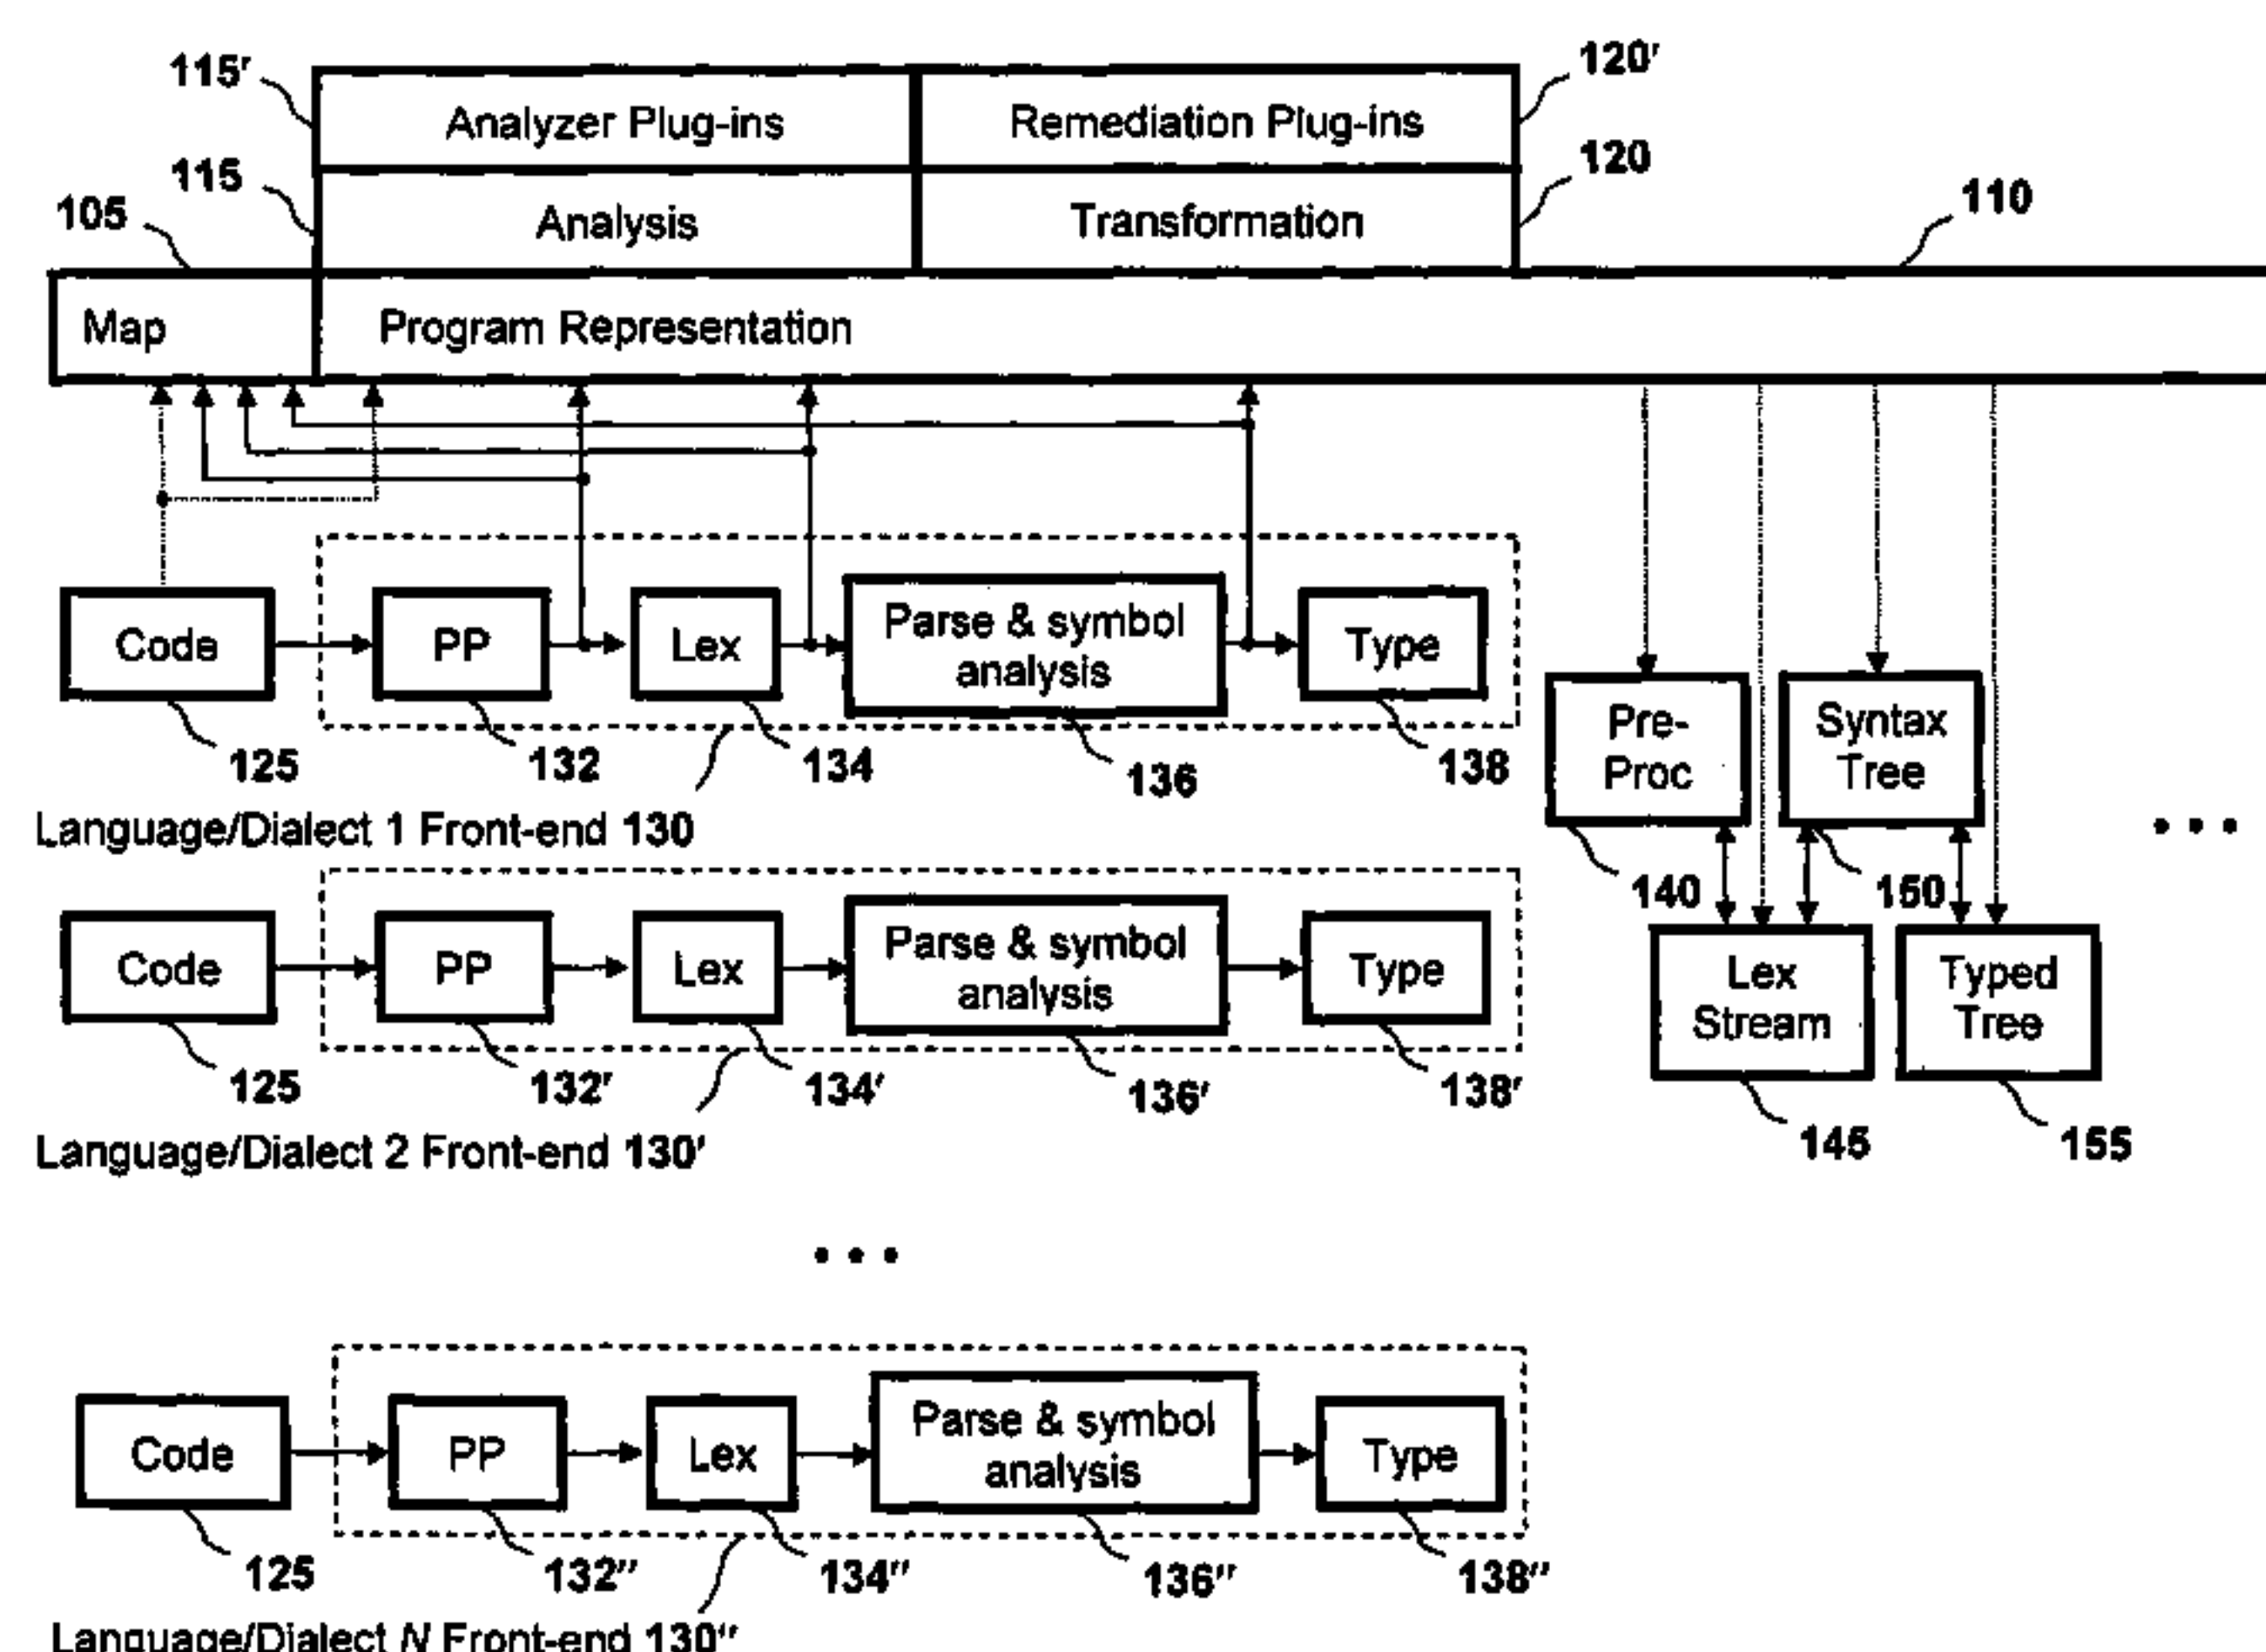 115′
Analyzer Plug-ins
Remediation Plug-ins
120′
115
Analysis
Transformation
120
105
110
Map
Program Representation
Code
PP
Lex
Parse & symbol
analysis
Type
125
132
134
136
138
Language/Dialect 1 Front-end 130
Pre-
Proc
Syntax
Tree
140
150
• • •
Lex
Stream
Typed
Tree
145
155
Code
PP
Lex
Parse & symbol
analysis
Type
125
132′
134′
136′
138′
Language/Dialect 2 Front-end 130′
• • •
Code
PP
Lex
Parse & symbol
analysis
Type
125
132″
134″
136″
138″
Language/Dialect N Front-end 130″